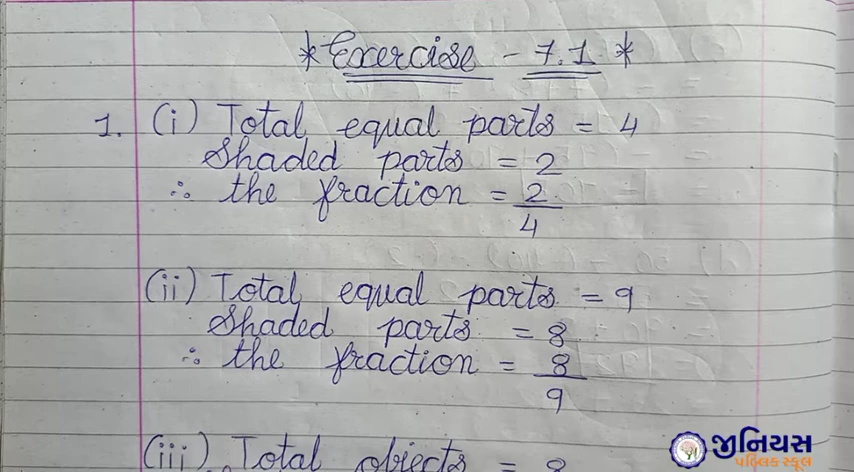 * Exercise - 7.1 *
1. (i) Total equal parts = 4
Shaded parts = 2
∴ the fraction = 2
4
(ii) Total equal parts = 9
Shaded parts = 8
∴ the fraction = 8
9
(iii) Total objects =
જીનિયસ
પબ્લિક સ્કૂલ